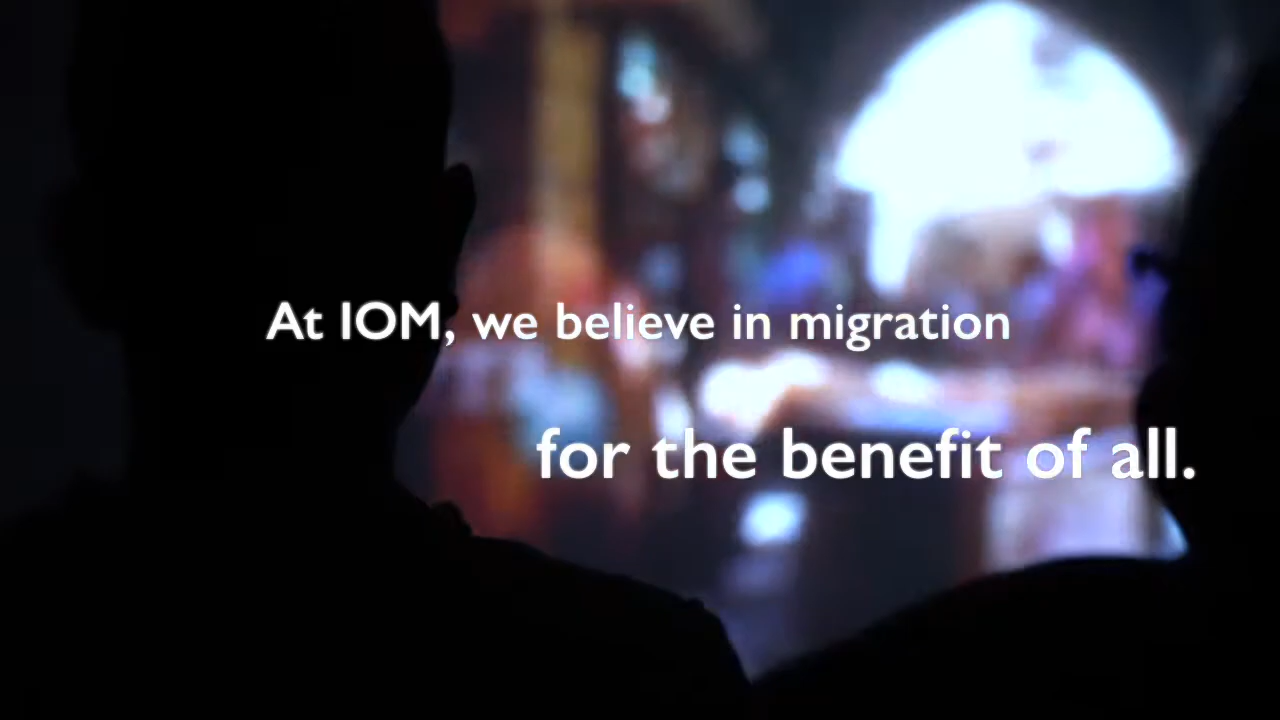 At IOM, we believe in migration
for the benefit of all.